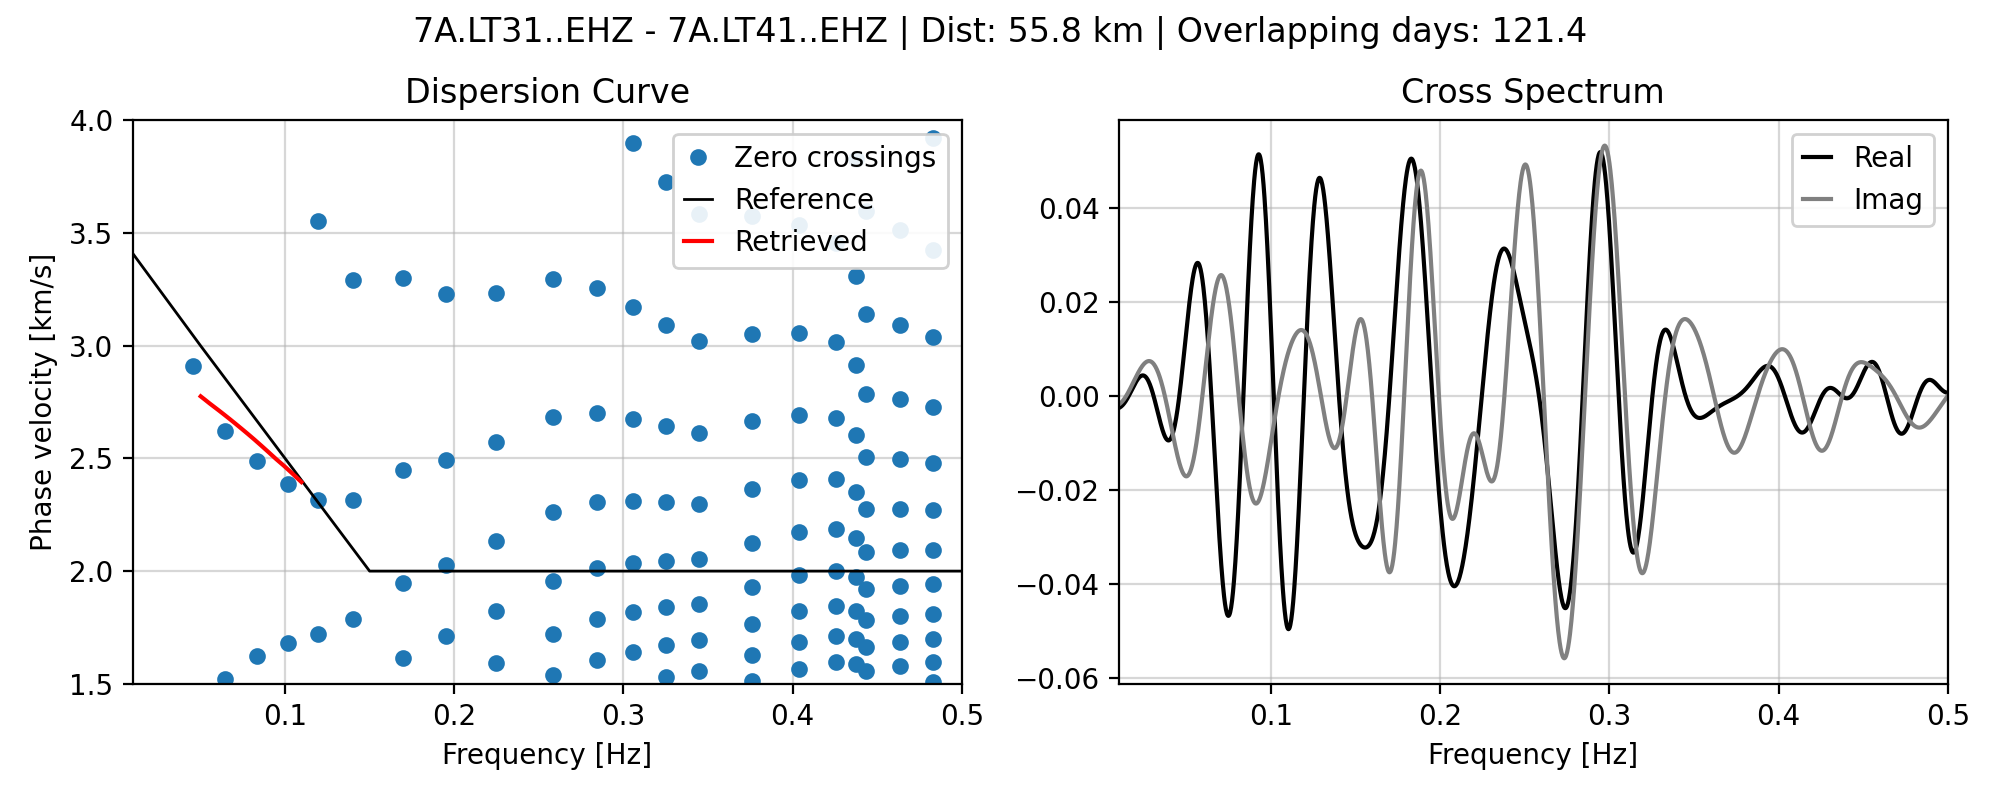 7A.LT31..EHZ - 7A.LT41..EHZ | Dist: 55.8 km | Overlapping days: 121.4
Dispersion Curve
4.0
3.5
3.0
2.5
2.0
1.5
Phase velocity [km/s]
Zero crossings
Reference
Retrieved
0.1
0.2
0.3
0.4
0.5
Frequency [Hz]
Cross Spectrum
0.04
0.02
0.00
−0.02
−0.04
−0.06
Real
Imag
0.1
0.2
0.3
0.4
0.5
Frequency [Hz]